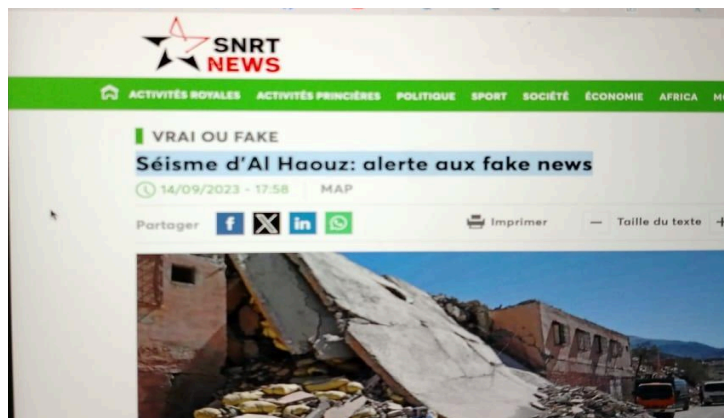 SNRT
NEWS
ACTIVITÉS ROYALES ACTIVITÉS PRINCIÈRES POLITIQUE SPORT SOCIÉTÉ ÉCONOMIE AFRICA
VRAI OU FAKE
Séisme d'Al Haouz: alerte aux fake news
14/09/2023 - 17:58 MAP
Partager f X in Imprimer — Taille du texte +